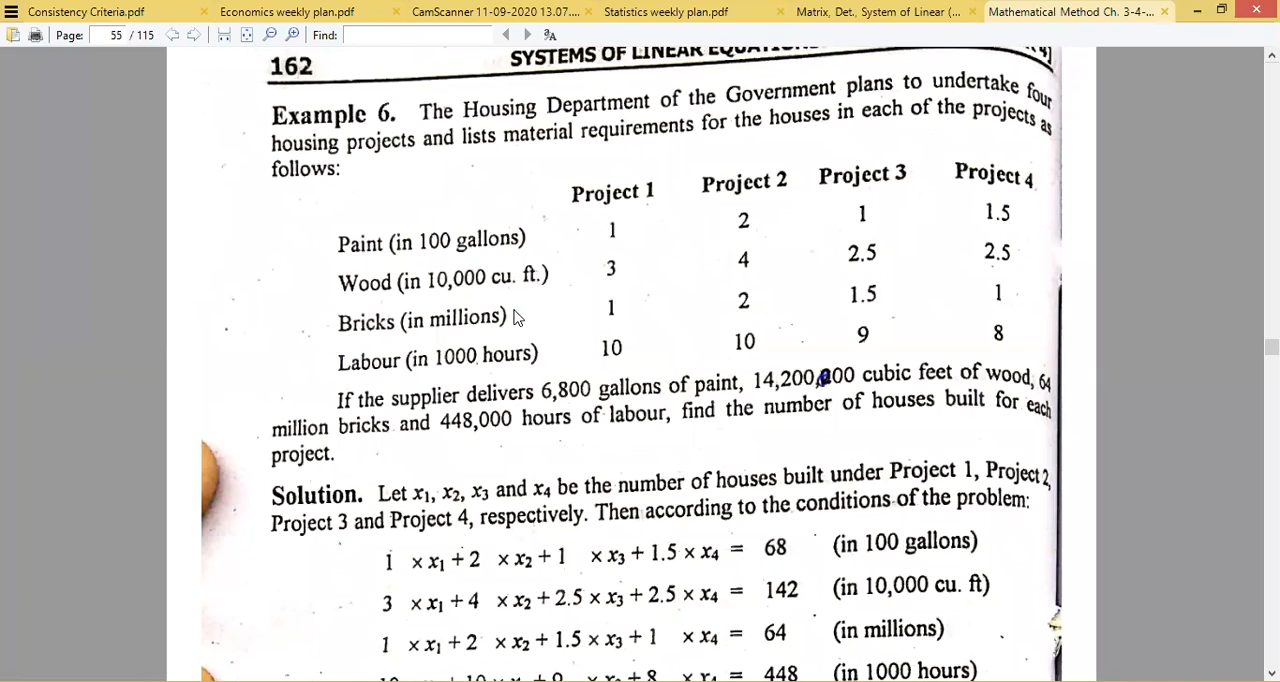 Consistency Criteria.pdf × Economics weekly plan.pdf × CamScanner 11-09-2020 13.07.... × Statistics weekly plan.pdf × Matrix, Det., System of Linear (... × Mathematical Method Ch. 3-4-... ×
Page: 55 / 115 Find:
162 SYSTEMS OF LINEAR
Example 6. The Housing Department of the Government plans to undertake four
housing projects and lists material requirements for the houses in each of the projects as
follows:
Project 1 Project 2 Project 3 Project 4
Paint (in 100 gallons) 1 2 1 1.5
Wood (in 10,000 cu. ft.) 3 4 2.5 2.5
Bricks (in millions) 1 2 1.5 1
Labour (in 1000 hours) 10 10 9 8
If the supplier delivers 6,800 gallons of paint, 14,200,000 cubic feet of wood, 64
million bricks and 448,000 hours of labour, find the number of houses built for each
project.
Solution. Let x₁, x₂, x₃ and x₄ be the number of houses built under Project 1, Project 2,
Project 3 and Project 4, respectively. Then according to the conditions of the problem:
1 × x₁ + 2 × x₂ + 1 × x₃ + 1.5 × x₄ = 68 (in 100 gallons)
3 × x₁ + 4 × x₂ + 2.5 × x₃ + 2.5 × x₄ = 142 (in 10,000 cu. ft)
1 × x₁ + 2 × x₂ + 1.5 × x₃ + 1 × x₄ = 64 (in millions)
+ 8 × x₄ = 448 (in 1000 hours)